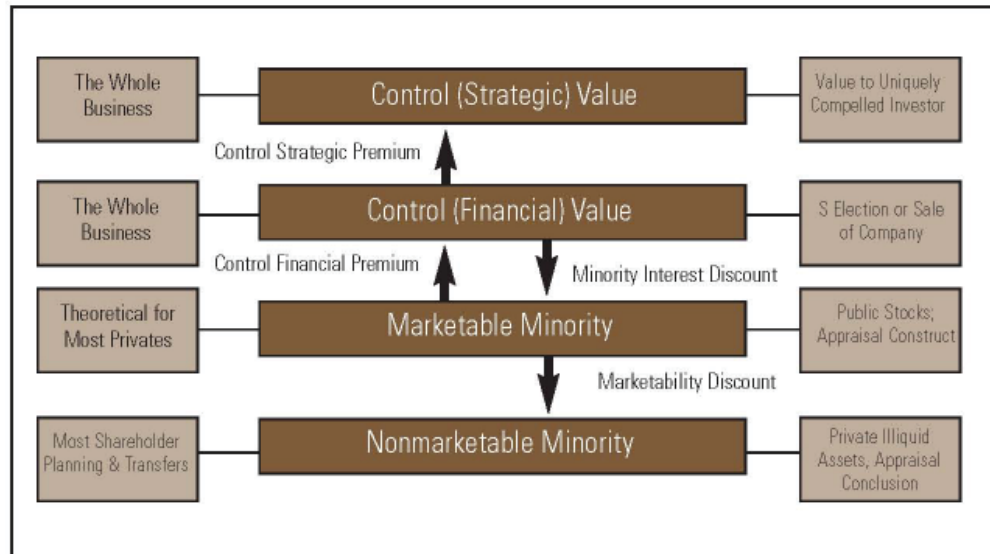 The Whole
Business
Control (Strategic) Value
Value to Uniquely
Compelled Investor
Control Strategic Premium
The Whole
Business
Control (Financial) Value
S Election or Sale
of Company
Control Financial Premium
Minority Interest Discount
Theoretical for
Most Privates
Marketable Minority
Public Stocks;
Appraisal Construct
Marketability Discount
Most Shareholder
Planning & Transfers
Nonmarketable Minority
Private Illiquid
Assets, Appraisal
Conclusion